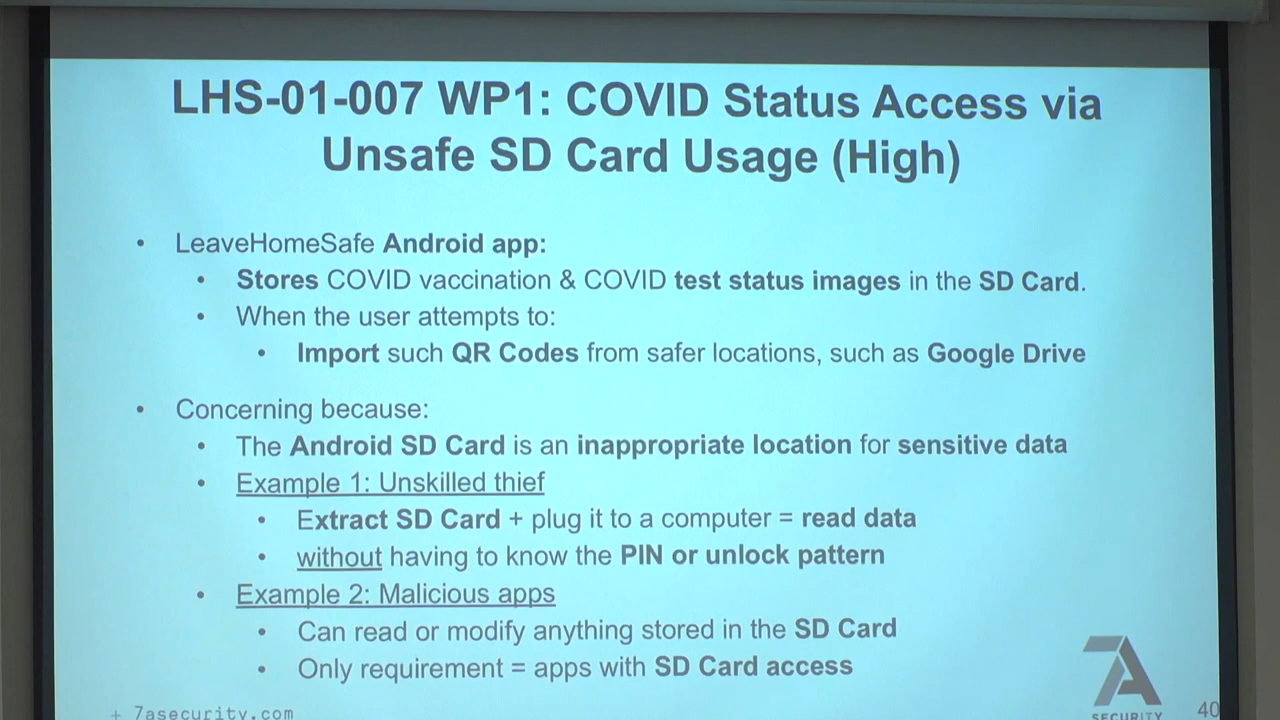 LHS-01-007 WP1: COVID Status Access via
Unsafe SD Card Usage (High)
• LeaveHomeSafe Android app:
• Stores COVID vaccination & COVID test status images in the SD Card.
• When the user attempts to:
• Import such QR Codes from safer locations, such as Google Drive
• Concerning because:
• The Android SD Card is an inappropriate location for sensitive data
• Example 1: Unskilled thief
• Extract SD Card + plug it to a computer = read data
• without having to know the PIN or unlock pattern
• Example 2: Malicious apps
• Can read or modify anything stored in the SD Card
• Only requirement = apps with SD Card access
7A
SECURITY
+ 7asecurity.com
40